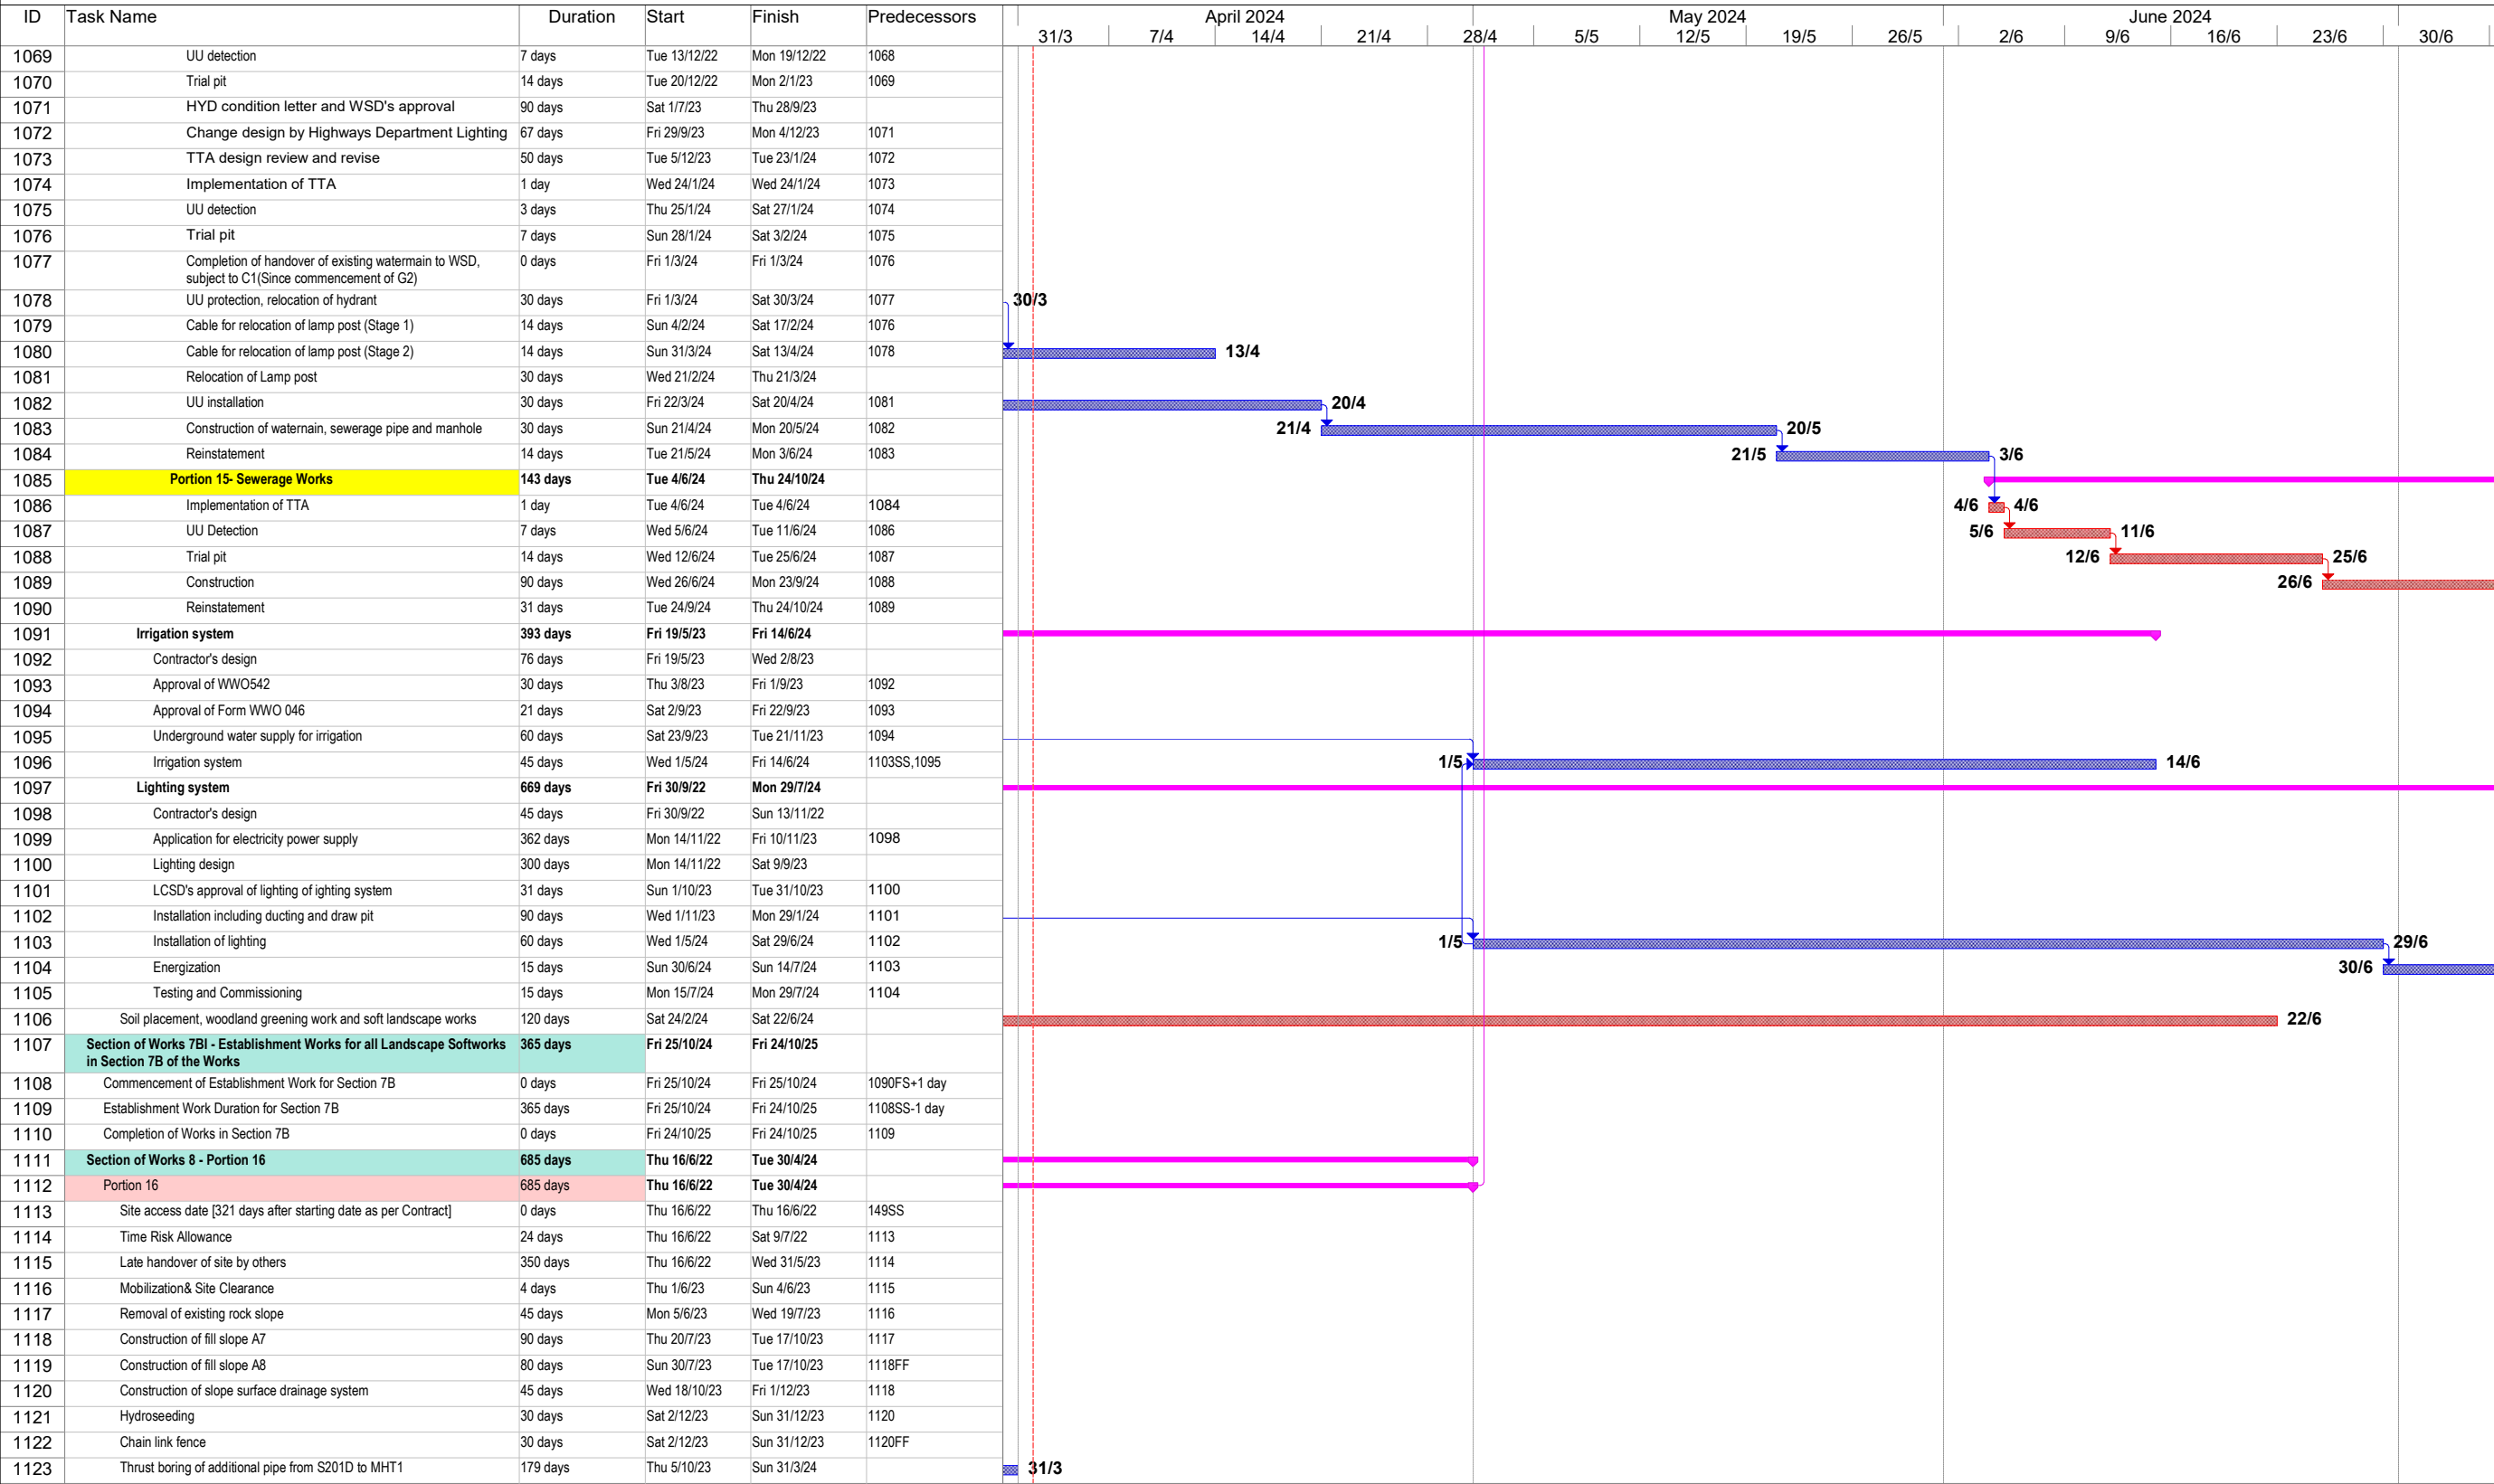 ID Task Name Duration Start Finish Predecessors April 2024 May 2024 June 2024
31/3 7/4 14/4 21/4 28/4 5/5 12/5 19/5 26/5 2/6 9/6 16/6 23/6 30/6
1069 UU detection 7 days Tue 13/12/22 Mon 19/12/22 1068
1070 Trial pit 14 days Tue 20/12/22 Mon 2/1/23 1069
1071 HYD condition letter and WSD's approval 90 days Sat 1/7/23 Thu 28/9/23
1072 Change design by Highways Department Lighting 67 days Fri 29/9/23 Mon 4/12/23 1071
1073 TTA design review and revise 50 days Tue 5/12/23 Tue 23/1/24 1072
1074 Implementation of TTA 1 day Wed 24/1/24 Wed 24/1/24 1073
1075 UU detection 3 days Thu 25/1/24 Sat 27/1/24 1074
1076 Trial pit 7 days Sun 28/1/24 Sat 3/2/24 1075
1077 Completion of handover of existing watermain to WSD, 0 days Fri 1/3/24 Fri 1/3/24 1076
subject to C1(Since commencement of G2)
1078 UU protection, relocation of hydrant 30 days Fri 1/3/24 Sat 30/3/24 1077 30/3
1079 Cable for relocation of lamp post (Stage 1) 14 days Sun 4/2/24 Sat 17/2/24 1076
1080 Cable for relocation of lamp post (Stage 2) 14 days Sun 31/3/24 Sat 13/4/24 1078 13/4
1081 Relocation of Lamp post 30 days Wed 21/2/24 Thu 21/3/24
1082 UU installation 30 days Fri 22/3/24 Sat 20/4/24 1081 20/4
1083 Construction of waternain, sewerage pipe and manhole 30 days Sun 21/4/24 Mon 20/5/24 1082 21/4 20/5
1084 Reinstatement 14 days Tue 21/5/24 Mon 3/6/24 1083 21/5 3/6
1085 Portion 15- Sewerage Works 143 days Tue 4/6/24 Thu 24/10/24
1086 Implementation of TTA 1 day Tue 4/6/24 Tue 4/6/24 1084 4/6 4/6
1087 UU Detection 7 days Wed 5/6/24 Tue 11/6/24 1086 5/6 11/6
1088 Trial pit 14 days Wed 12/6/24 Tue 25/6/24 1087 12/6 25/6
1089 Construction 90 days Wed 26/6/24 Mon 23/9/24 1088 26/6
1090 Reinstatement 31 days Tue 24/9/24 Thu 24/10/24 1089
1091 Irrigation system 393 days Fri 19/5/23 Fri 14/6/24
1092 Contractor's design 76 days Fri 19/5/23 Wed 2/8/23
1093 Approval of WWO542 30 days Thu 3/8/23 Fri 1/9/23 1092
1094 Approval of Form WWO 046 21 days Sat 2/9/23 Fri 22/9/23 1093
1095 Underground water supply for irrigation 60 days Sat 23/9/23 Tue 21/11/23 1094
1096 Irrigation system 45 days Wed 1/5/24 Fri 14/6/24 1103SS,1095 1/5 14/6
1097 Lighting system 669 days Fri 30/9/22 Mon 29/7/24
1098 Contractor's design 45 days Fri 30/9/22 Sun 13/11/22
1099 Application for electricity power supply 362 days Mon 14/11/22 Fri 10/11/23 1098
1100 Lighting design 300 days Mon 14/11/22 Sat 9/9/23
1101 LCSD's approval of lighting of ighting system 31 days Sun 1/10/23 Tue 31/10/23 1100
1102 Installation including ducting and draw pit 90 days Wed 1/11/23 Mon 29/1/24 1101
1103 Installation of lighting 60 days Wed 1/5/24 Sat 29/6/24 1102 1/5 29/6
1104 Energization 15 days Sun 30/6/24 Sun 14/7/24 1103 30/6
1105 Testing and Commissioning 15 days Mon 15/7/24 Mon 29/7/24 1104
1106 Soil placement, woodland greening work and soft landscape works 120 days Sat 24/2/24 Sat 22/6/24 22/6
1107 Section of Works 7BI - Establishment Works for all Landscape Softworks 365 days Fri 25/10/24 Fri 24/10/25
in Section 7B of the Works
1108 Commencement of Establishment Work for Section 7B 0 days Fri 25/10/24 Fri 25/10/24 1090FS+1 day
1109 Establishment Work Duration for Section 7B 365 days Fri 25/10/24 Fri 24/10/25 1108SS-1 day
1110 Completion of Works in Section 7B 0 days Fri 24/10/25 Fri 24/10/25 1109
1111 Section of Works 8 - Portion 16 685 days Thu 16/6/22 Tue 30/4/24
1112 Portion 16 685 days Thu 16/6/22 Tue 30/4/24
1113 Site access date [321 days after starting date as per Contract] 0 days Thu 16/6/22 Thu 16/6/22 149SS
1114 Time Risk Allowance 24 days Thu 16/6/22 Sat 9/7/22 1113
1115 Late handover of site by others 350 days Thu 16/6/22 Wed 31/5/23 1114
1116 Mobilization& Site Clearance 4 days Thu 1/6/23 Sun 4/6/23 1115
1117 Removal of existing rock slope 45 days Mon 5/6/23 Wed 19/7/23 1116
1118 Construction of fill slope A7 90 days Thu 20/7/23 Tue 17/10/23 1117
1119 Construction of fill slope A8 80 days Sun 30/7/23 Tue 17/10/23 1118FF
1120 Construction of slope surface drainage system 45 days Wed 18/10/23 Fri 1/12/23 1118
1121 Hydroseeding 30 days Sat 2/12/23 Sun 31/12/23 1120
1122 Chain link fence 30 days Sat 2/12/23 Sun 31/12/23 1120FF
1123 Thrust boring of additional pipe from S201D to MHT1 179 days Thu 5/10/23 Sun 31/3/24 31/3